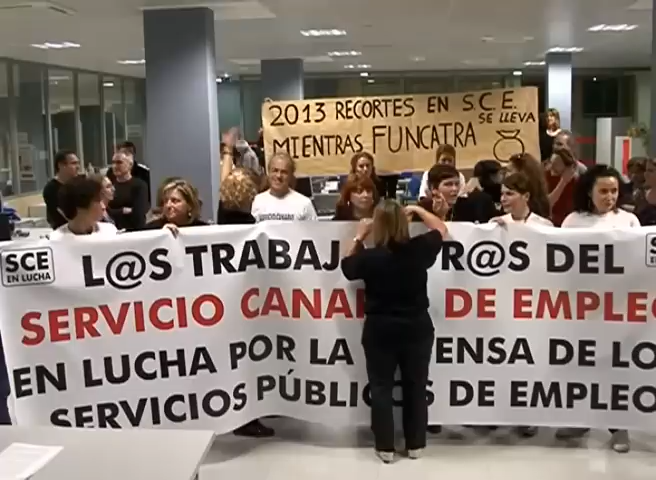 2013 RECORTES EN S.C.E.
MIENTRAS FUNCATRA SE LLEVA
SCE
EN LUCHA
L@S TRABAJ R@S DEL
SERVICIO CANA DE EMPLEO
EN LUCHA POR LA ENSA DE LO
SERVICIOS PÚBLIC S DE EMPLEO